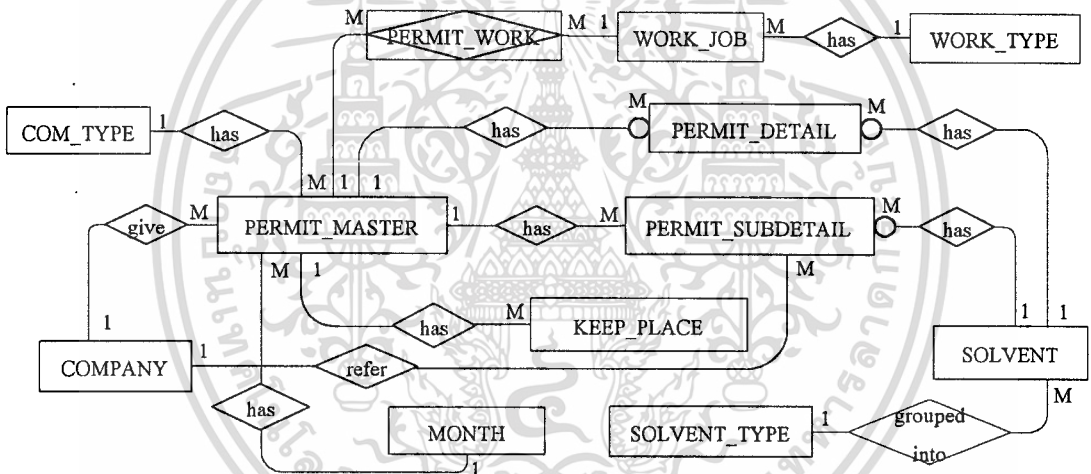 M M 1 M 1
PERMIT_WORK WORK_JOB has WORK_TYPE
M M
COM_TYPE 1 has has PERMIT_DETAIL has
M 1 1
give M PERMIT_MASTER 1 has M PERMIT_SUBDETAIL M has
M 1 M
1 has M KEEP_PLACE 1 1
COMPANY 1 refer SOLVENT
has M
MONTH SOLVENT_TYPE 1 grouped
into
1